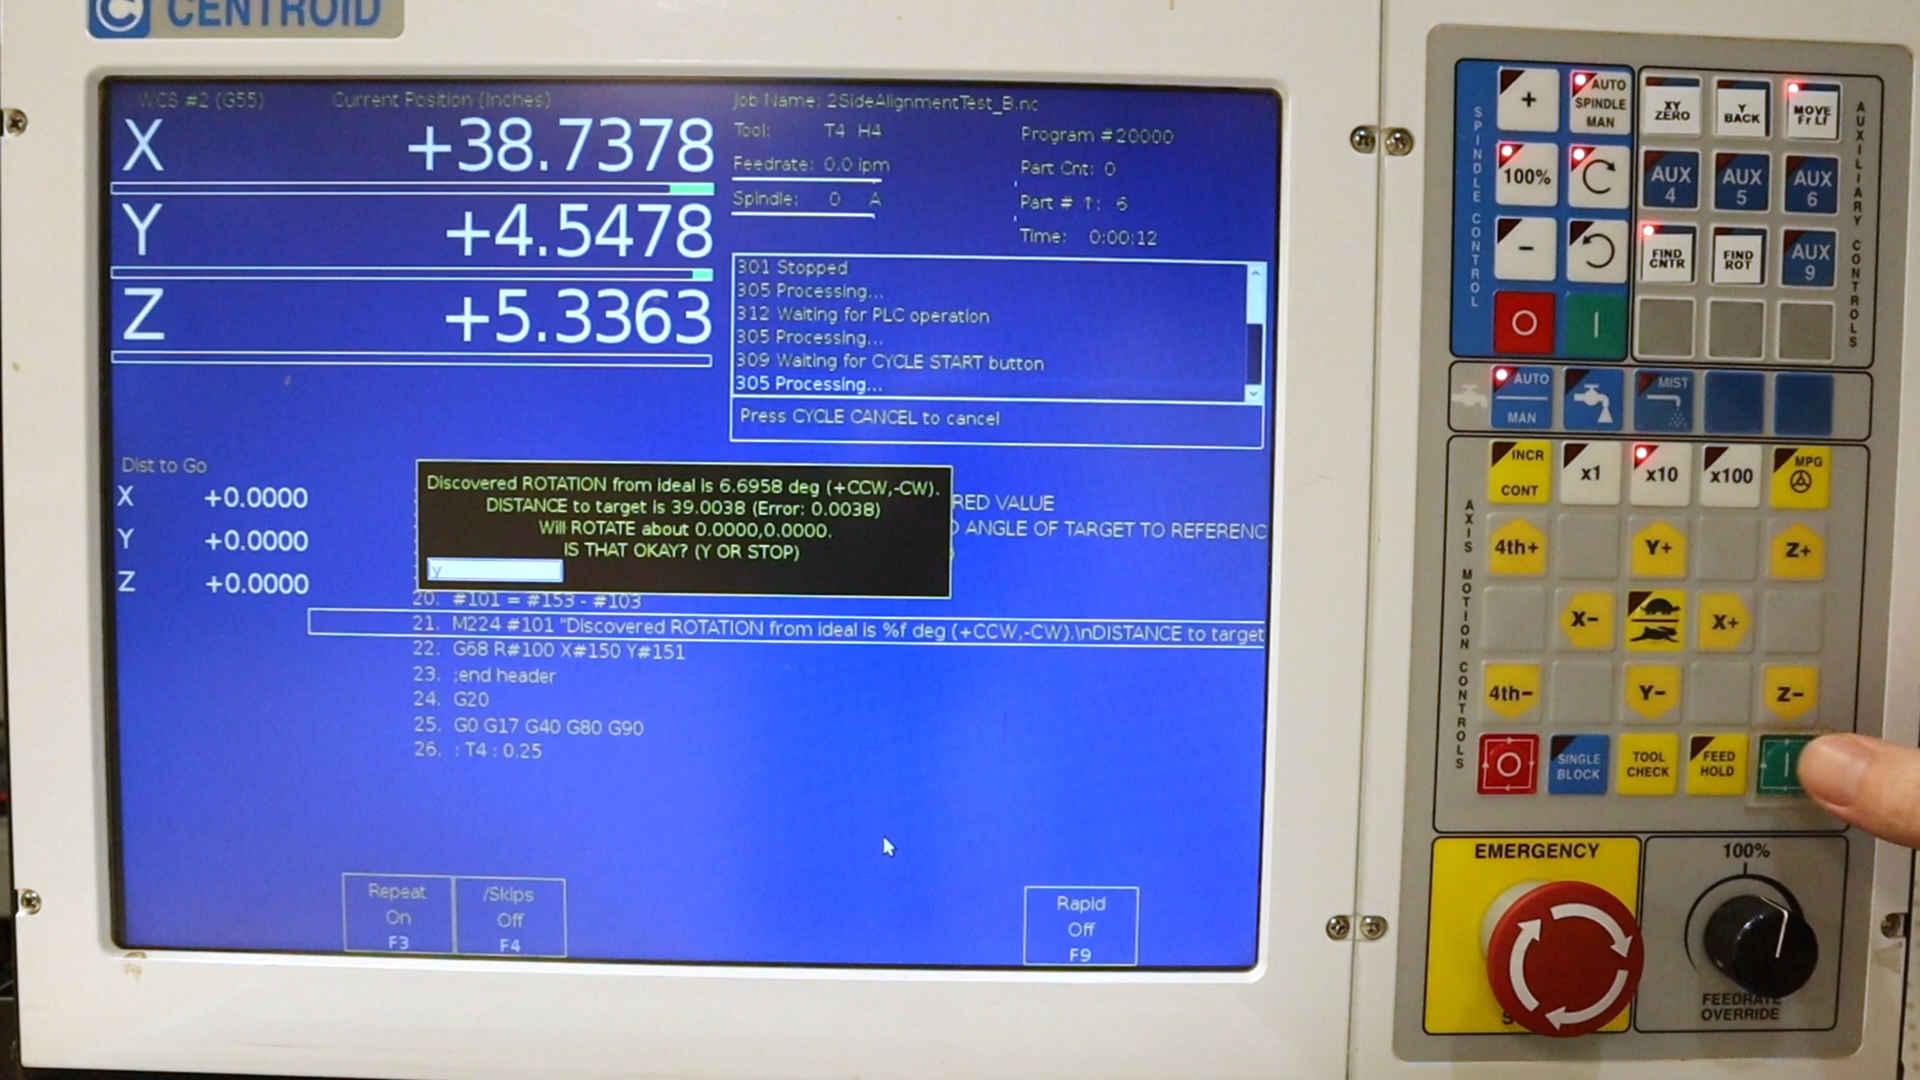 CENTROID
WCS #2 (G55)
Current Position (Inches)
X +38.7378
Y +4.5478
Z +5.3363
Job Name: 2SideAlignmentTest_B.nc
Tool: T4 H4
Feedrate: 0.0 ipm
Spindle: 0 A
Program #20000
Part Cnt: 0
Part # ↑: 6
Time: 0:00:12
301 Stopped
305 Processing...
312 Waiting for PLC operation
305 Processing...
309 Waiting for CYCLE START button
305 Processing...
Press CYCLE CANCEL to cancel
Dist to Go
X +0.0000
Y +0.0000
Z +0.0000
Discovered ROTATION from ideal is 6.6958 deg (+CCW,-CW).
DISTANCE to target is 39.0038 (Error: 0.0038)
Will ROTATE about 0.0000,0.0000.
IS THAT OKAY? (Y OR STOP)
y
RED VALUE
ANGLE OF TARGET TO REFERENC
20. #101 = #153 - #103
21. M224 #101 "Discovered ROTATION from ideal is %f deg (+CCW,-CW).\nDISTANCE to target
22. G68 R#100 X#150 Y#151
23. ;end header
24. G20
25. G0 G17 G40 G80 G90
26. : T4 : 0.25
Repeat
On
F3
/Skips
Off
F4
Rapid
Off
F9
SPINDLE CONTROL
+
AUTO
SPINDLE
MAN
100%
-
O
I
XY
ZERO
Y
BACK
MOVE
Fr Lf
AUX
4
AUX
5
AUX
6
FIND
CNTR
FIND
ROT
AUX
9
AUXILIARY CONTROLS
AUTO
MAN
MIST
AXIS MOTION CONTROLS
INCR
CONT
x1
x10
x100
MPG
4th+
Y+
Z+
X-
X+
4th-
Y-
Z-
O
SINGLE
BLOCK
TOOL
CHECK
FEED
HOLD
I
EMERGENCY
100%
FEEDRATE
OVERRIDE